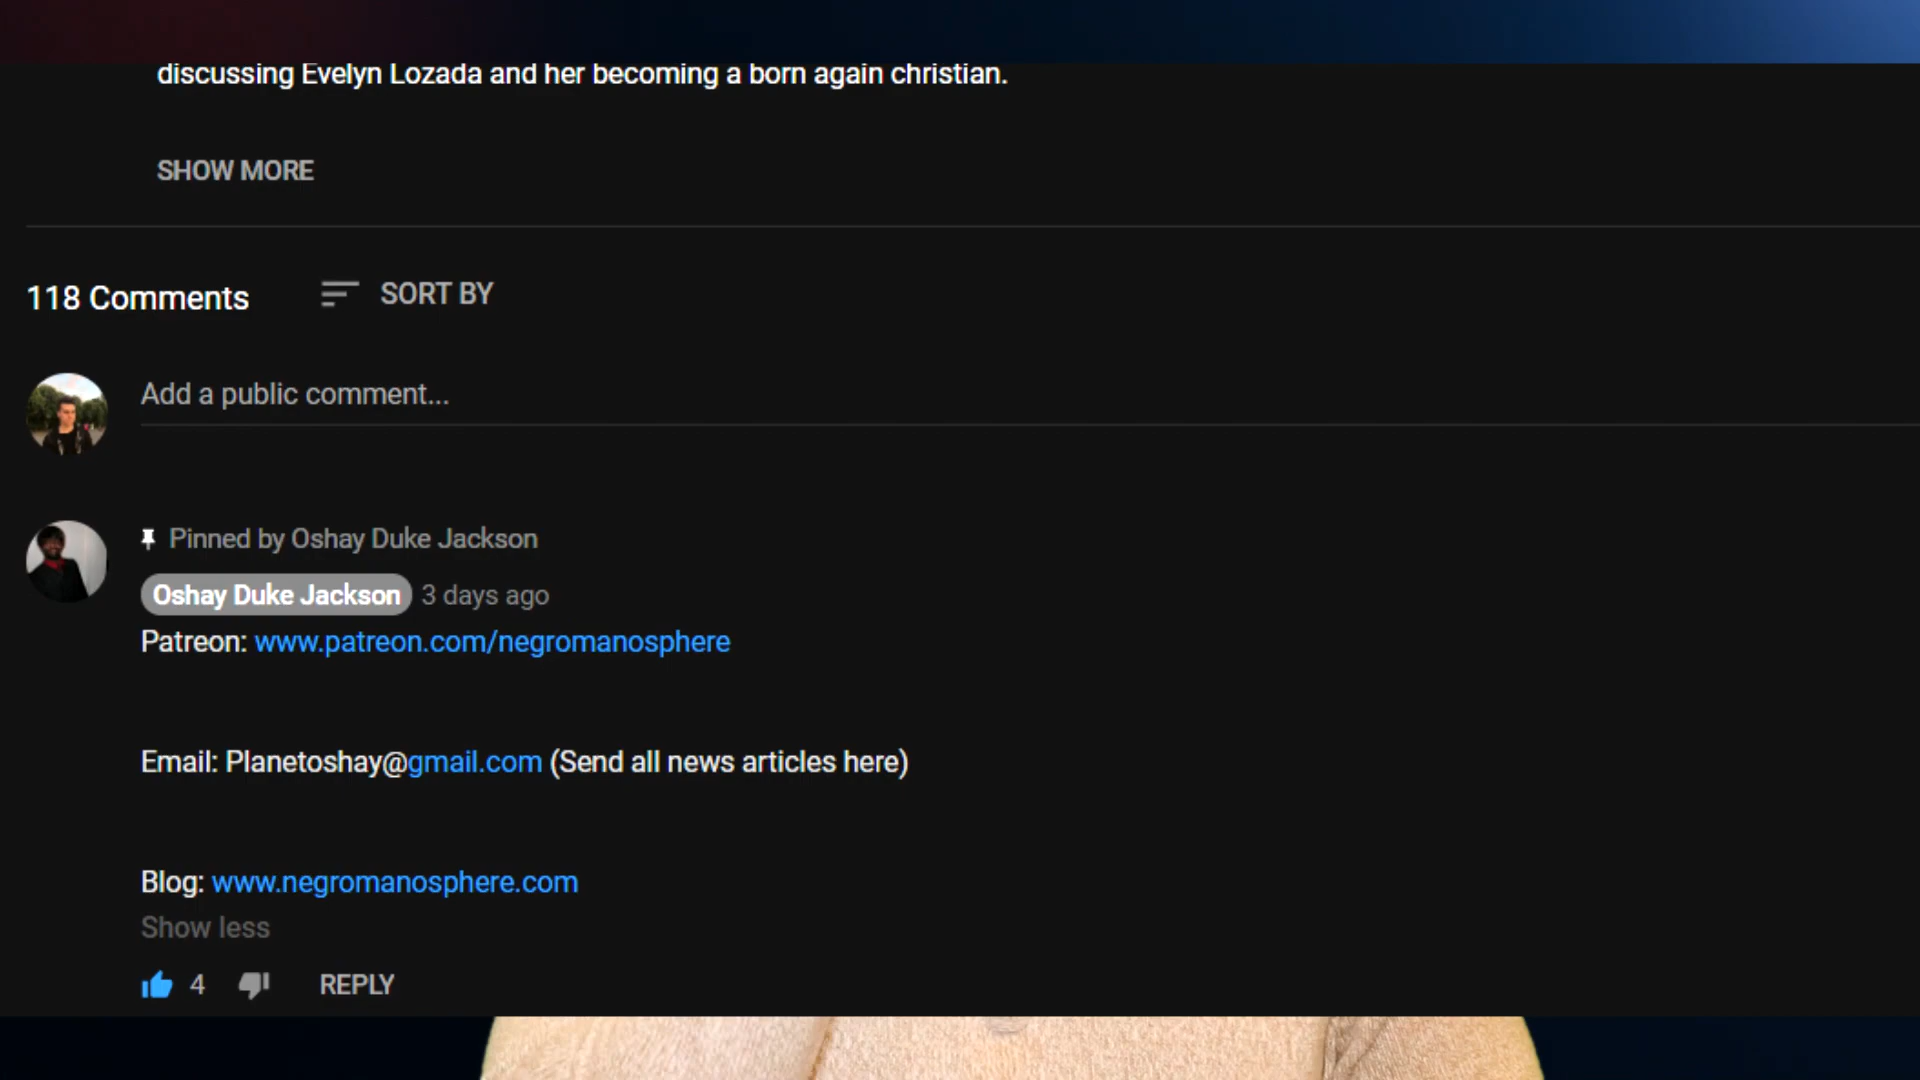 discussing Evelyn Lozada and her becoming a born again christian.
SHOW MORE
118 Comments
SORT BY
Add a public comment...
Pinned by Oshay Duke Jackson
Oshay Duke Jackson 3 days ago
Patreon: www.patreon.com/negromanosphere
Email: Planetoshay@gmail.com (Send all news articles here)
Blog: www.negromanosphere.com
Show less
4 REPLY